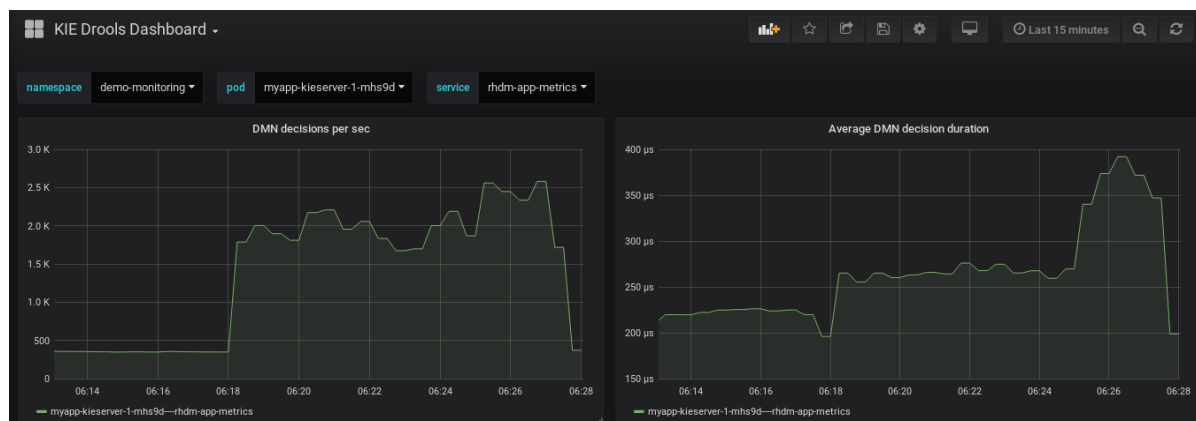 KIE Drools Dashboard
Last 15 minutes
namespace demo-monitoring pod myapp-kieserver-1-mhs9d service rhdm-app-metrics
DMN decisions per sec
3.0 K
2.5 K
2.0 K
1.5 K
1.0 K
500
0
06:14 06:16 06:18 06:20 06:22 06:24 06:26 06:28
myapp-kieserver-1-mhs9d—rhdm-app-metrics
Average DMN decision duration
400 µs
350 µs
300 µs
250 µs
200 µs
150 µs
06:14 06:16 06:18 06:20 06:22 06:24 06:26 06:28
myapp-kieserver-1-mhs9d—rhdm-app-metrics